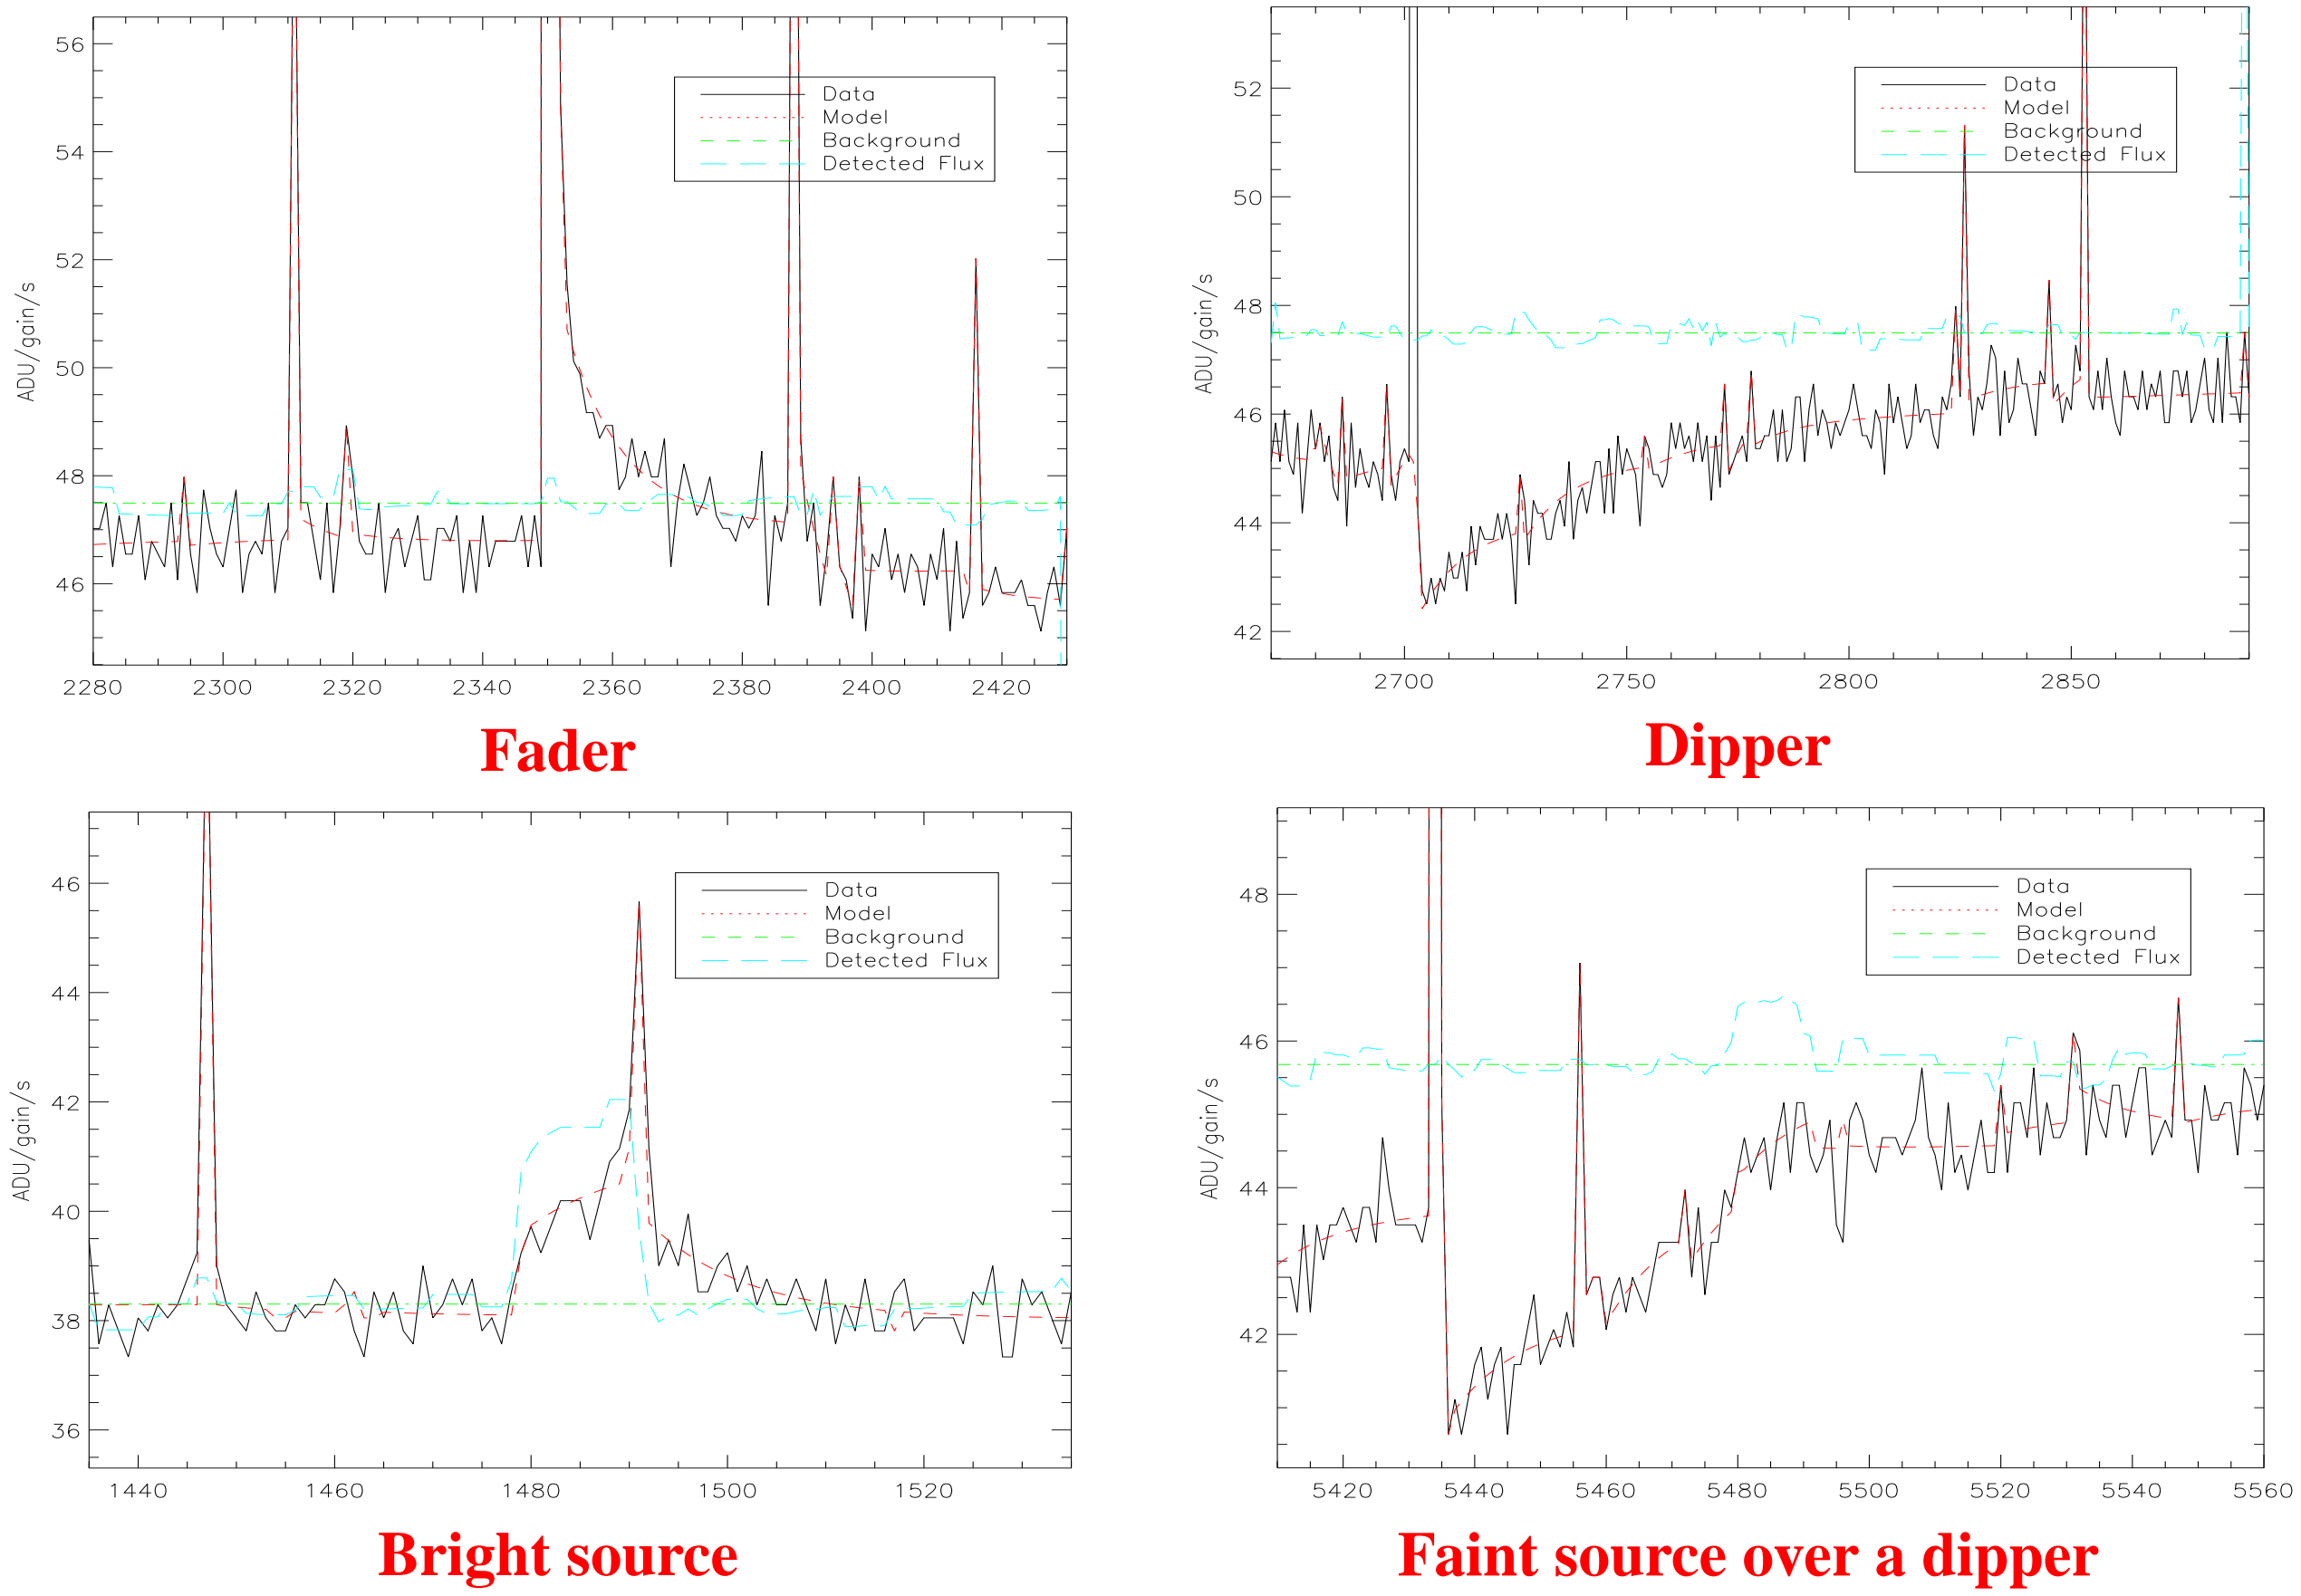 56
54
52
50
48
46
ADU/gain/s
Data
Model
Background
Detected Flux
2280 2300 2320 2340 2360 2380 2400 2420
Fader
52
50
48
46
44
42
ADU/gain/s
Data
Model
Background
Detected Flux
2700 2750 2800 2850
Dipper
46
44
42
40
38
36
ADU/gain/s
Data
Model
Background
Detected Flux
1440 1460 1480 1500 1520
Bright source
48
46
44
42
ADU/gain/s
Data
Model
Background
Detected Flux
5420 5440 5460 5480 5500 5520 5540 5560
Faint source over a dipper